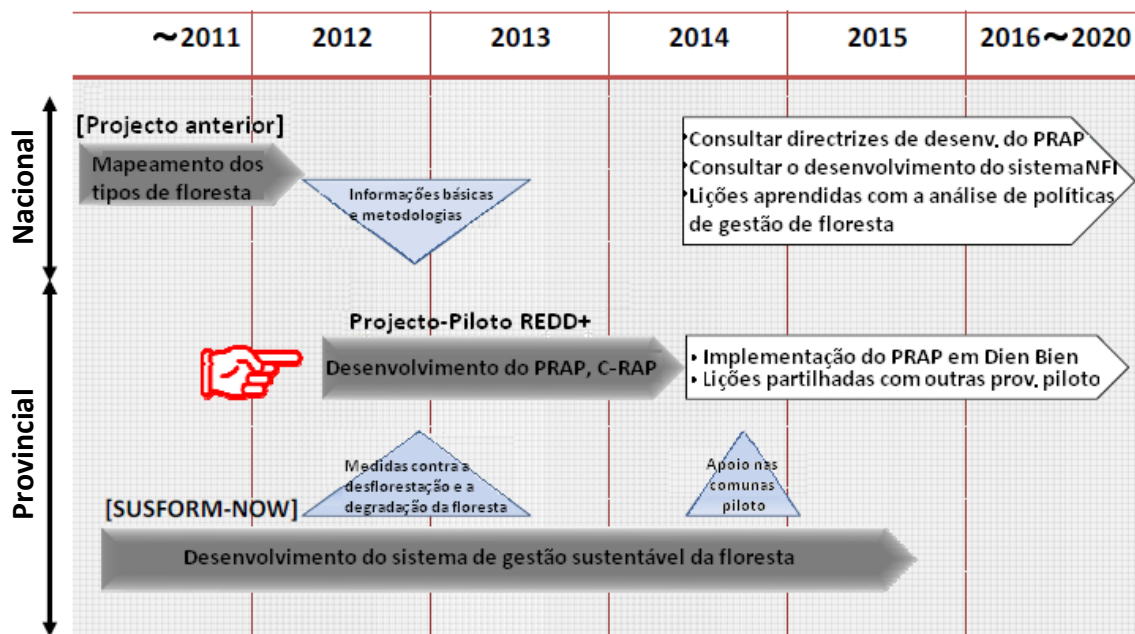 ~2011 2012 2013 2014 2015 2016~2020
Nacional
[Projecto anterior]
Mapeamento dos
tipos de floresta
Informações básicas
e metodologias
•Consultar directrizes de desenv. do PRAP
•Consultar o desenvolvimento do sistema NFI
•Lições aprendidas com a análise de políticas
de gestão de floresta
Provincial
Projecto-Piloto REDD+
Desenvolvimento do PRAP, C-RAP
• Implementação do PRAP em Dien Bien
• Lições partilhadas com outras prov. piloto
Medidas contra a
desflorestação e a
degradação da floresta
Apoio nas
comunas
piloto
[SUSFORM-NOW]
Desenvolvimento do sistema de gestão sustentável da floresta